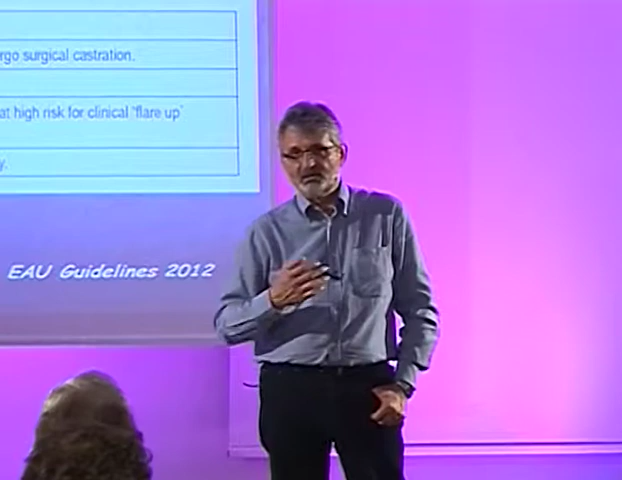 rgo surgical castration.
at high risk for clinical 'flare up'
y.
EAU Guidelines 2012